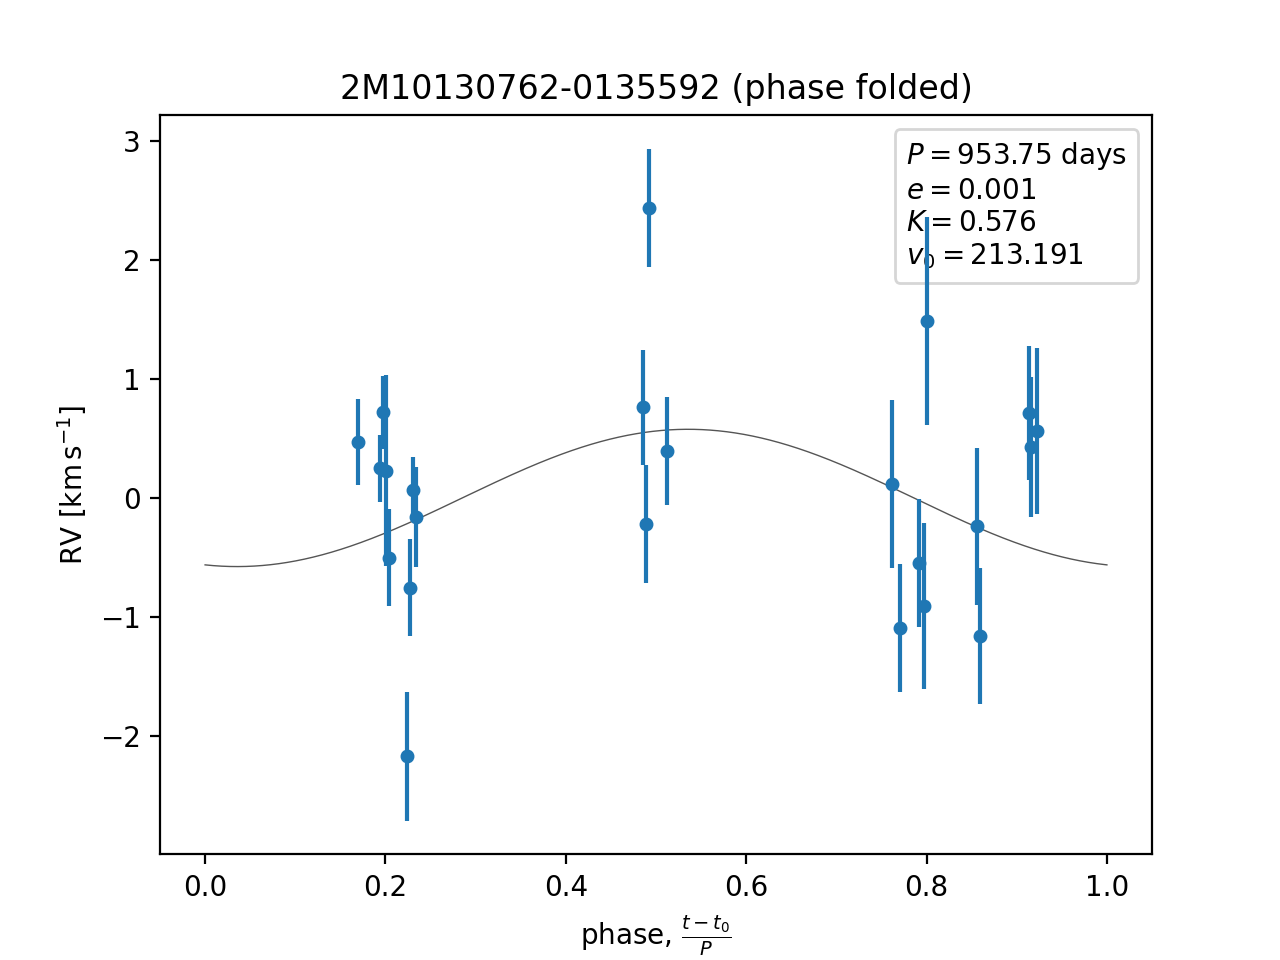 2M10130762-0135592 (phase folded)
P = 953.75 days
e = 0.001
K = 0.576
v₀ = 213.191
3
2
1
0
−1
−2
RV [km s⁻¹]
0.0 0.2 0.4 0.6 0.8 1.0
phase, (t − t₀)/P